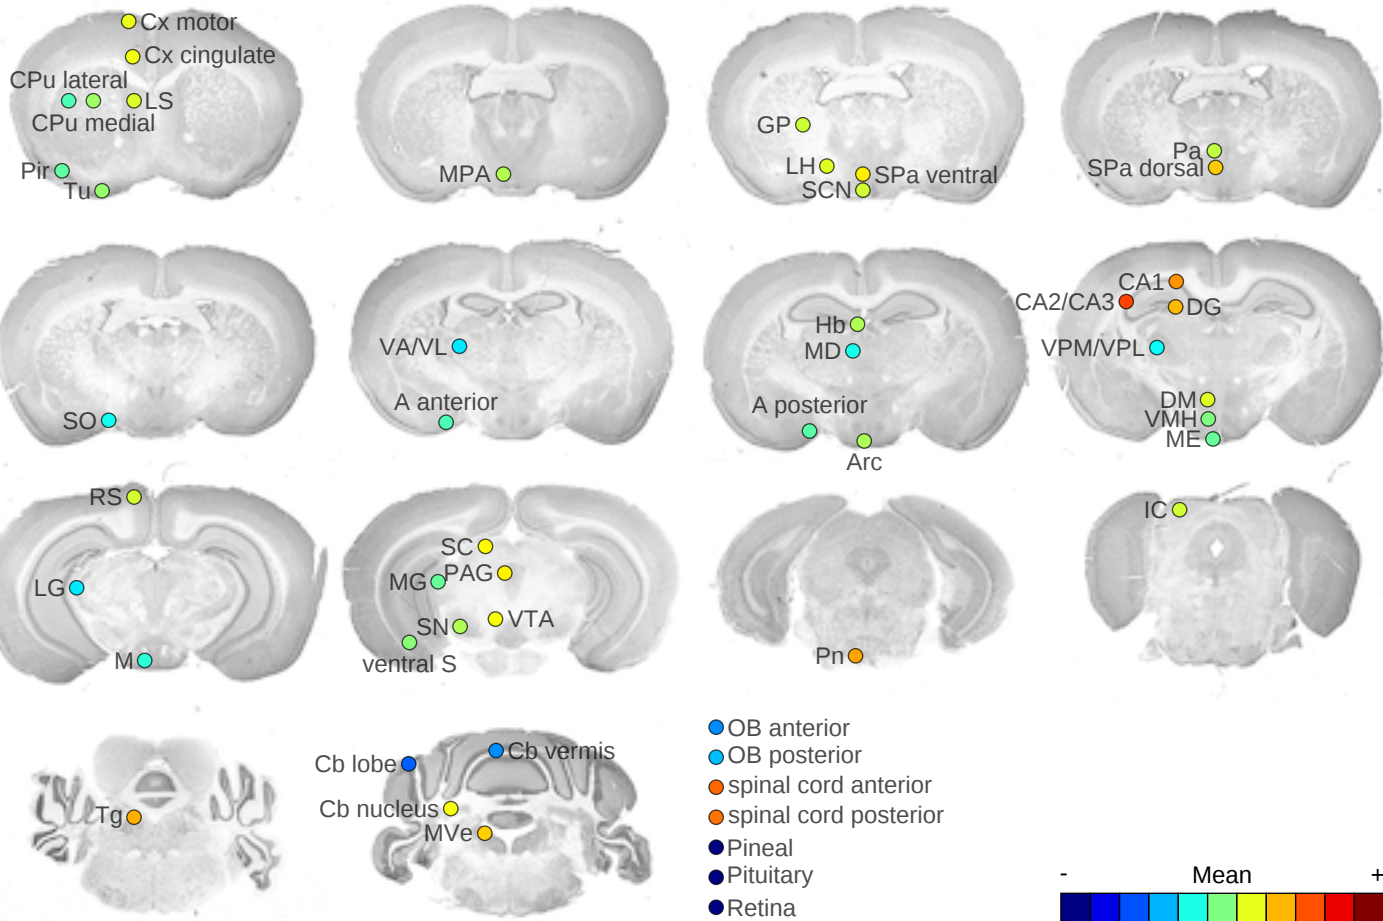 Cx motor
Cx cingulate
CPu lateral
LS
CPu medial
Pir
Tu
MPA
GP
LH
SPa ventral
SCN
Pa
SPa dorsal
SO
VA/VL
A anterior
Hb
MD
A posterior
Arc
CA1
CA2/CA3
DG
VPM/VPL
DM
VMH
ME
RS
LG
M
SC
MG
PAG
SN
VTA
ventral S
Pn
IC
Tg
Cb lobe
Cb vermis
Cb nucleus
MVe
OB anterior
OB posterior
spinal cord anterior
spinal cord posterior
Pineal
Pituitary
Retina
- Mean +